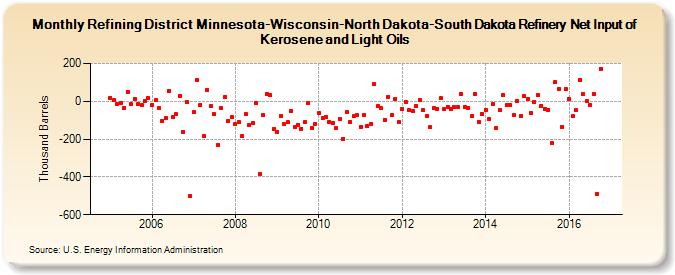 Monthly Refining District Minnesota-Wisconsin-North Dakota-South Dakota Refinery Net Input of
Kerosene and Light Oils
Thousand Barrels
200
0
-200
-400
-600
2006
2008
2010
2012
2014
2016
Source: U.S. Energy Information Administration